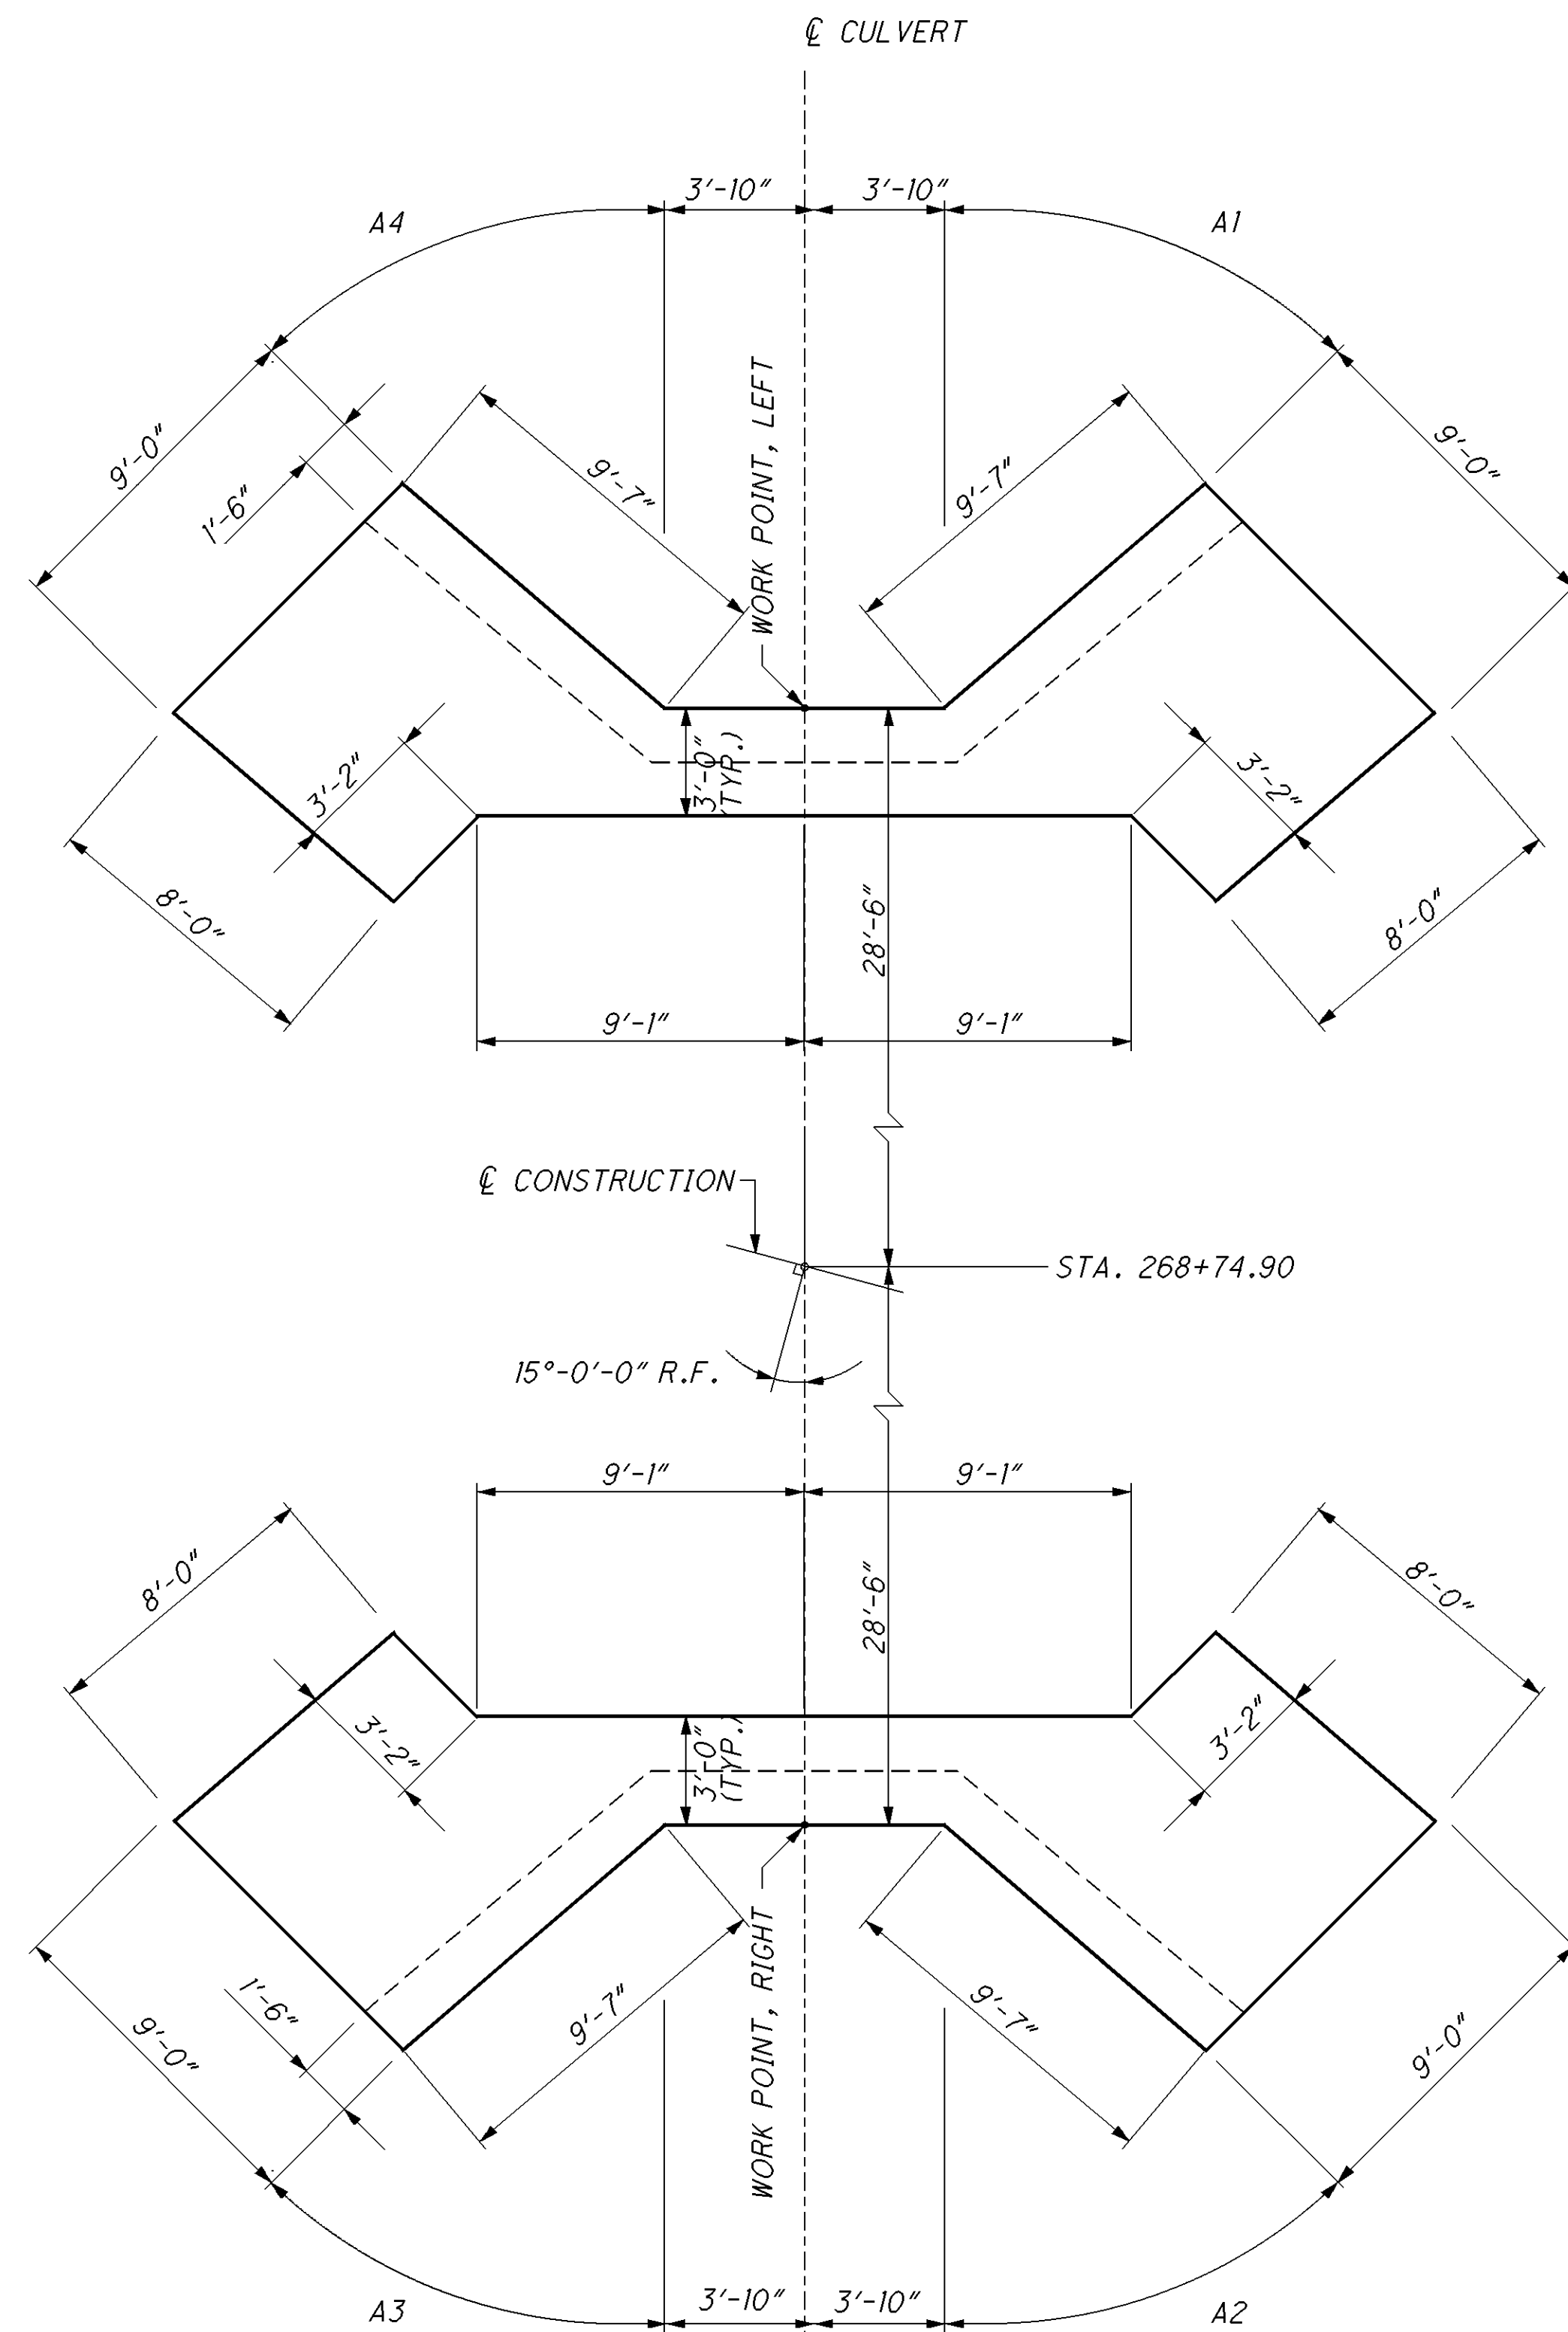 ℄ CULVERT
3'-10"
3'-10"
A4
A1
WORK POINT, LEFT
9'-0"
9'-0"
1'-6"
9'-7"
9'-7"
3'-0"
(TYP.)
3'-2"
3'-2"
8'-0"
8'-0"
28'-6"
9'-1"
9'-1"
℄ CONSTRUCTION
STA. 268+74.90
15°-0'-0" R.F.
9'-1"
9'-1"
28'-6"
8'-0"
8'-0"
3'-0"
(TYP.)
3'-2"
3'-2"
WORK POINT, RIGHT
1'-6"
9'-7"
9'-7"
9'-0"
9'-0"
3'-10"
3'-10"
A3
A2